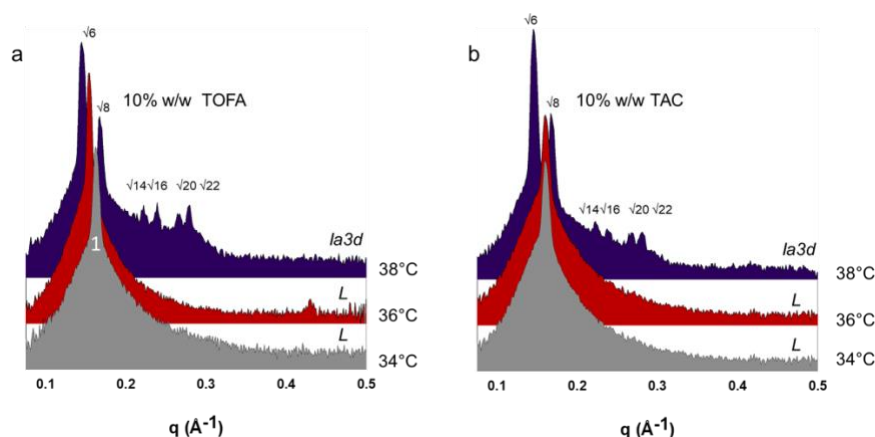 a
√6
10% w/w TOFA
√8
√14√16 √20 √22
Ia3d
38°C
L
36°C
1
L
34°C
0.1 0.2 0.3 0.4 0.5
q (Å-1)
b
√6
√8
10% w/w TAC
√14√16 √20 √22
Ia3d
38°C
L
36°C
L
34°C
0.1 0.2 0.3 0.4 0.5
q (Å-1)